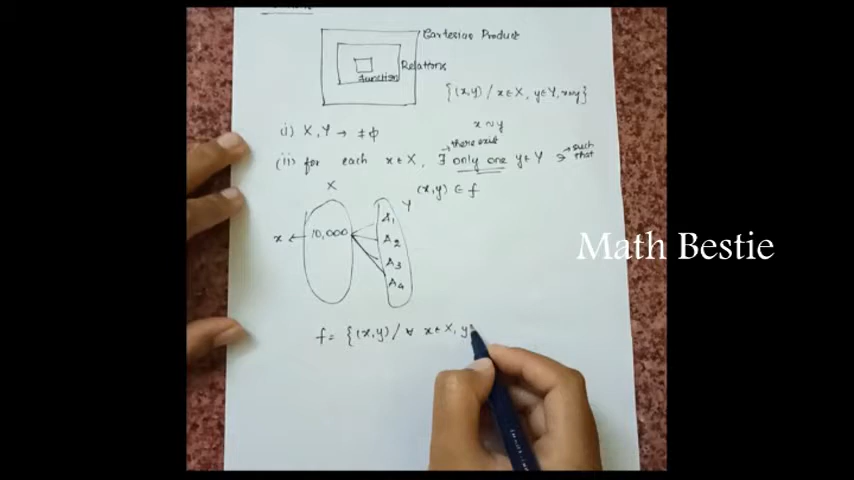 Cartesian Product
Relations
function
{(x,y) / x∈X, y∈Y, x~y}
x ~ y
(i) X, Y → ≠ ϕ
→ there exist
(ii) for each x∈X, ∃ only one y∈Y ∋ → such that
(x,y) ∈ f
X
Y
x ← 10,000
A1
A2
A3
A4
f = {(x,y) / ∀ x∈X, y
Math Bestie